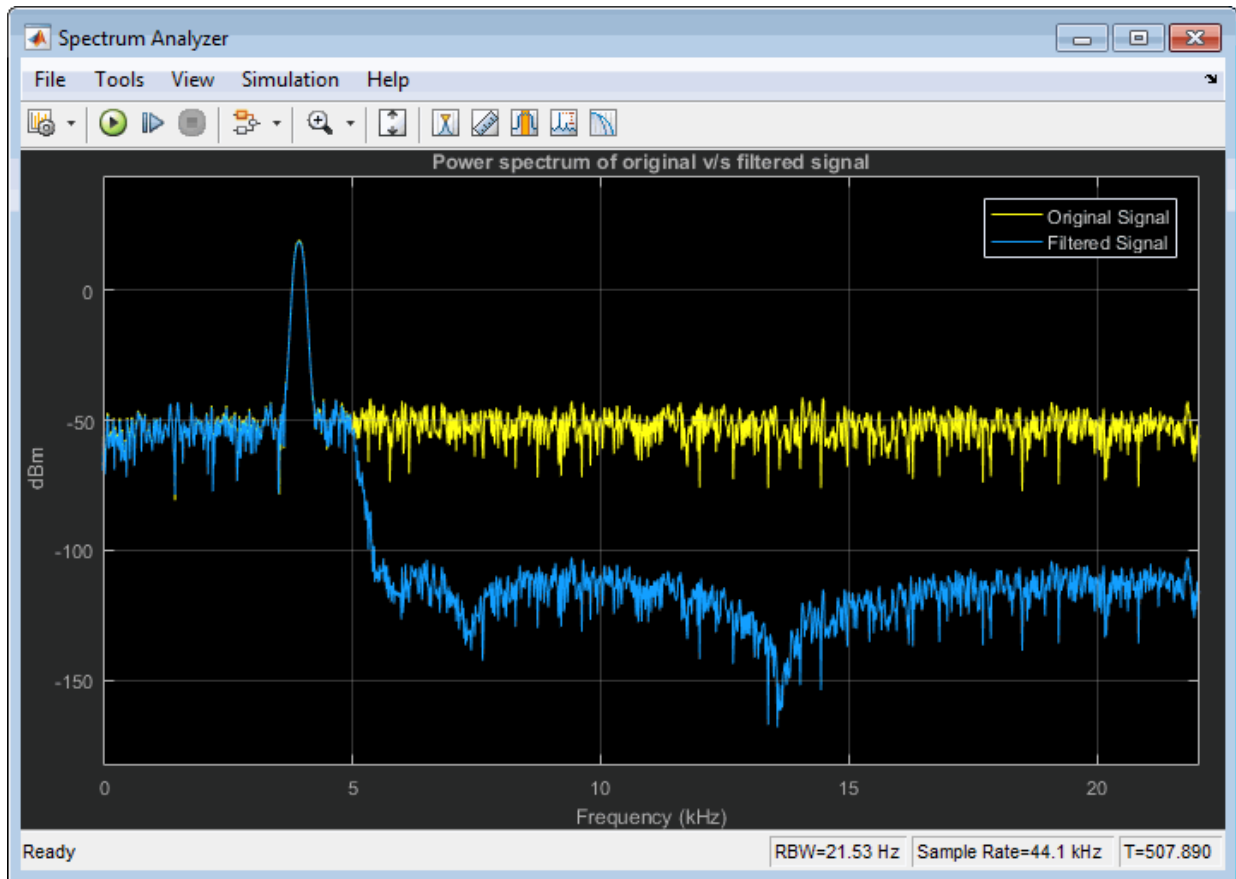 Spectrum Analyzer
File Tools View Simulation Help
Power spectrum of original v/s filtered signal
Original Signal
Filtered Signal
0
-50
-100
-150
dBm
0 5 10 15 20
Frequency (kHz)
Ready RBW=21.53 Hz Sample Rate=44.1 kHz T=507.890